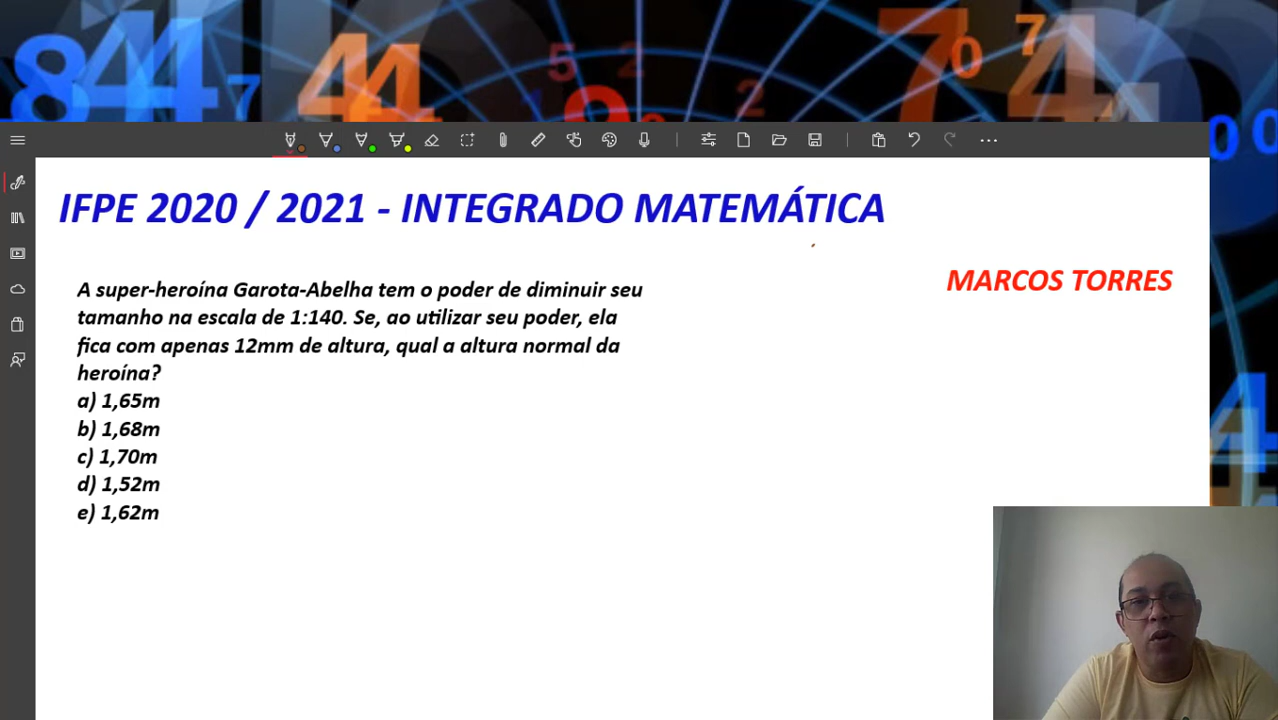 IFPE 2020 / 2021 - INTEGRADO MATEMÁTICA
MARCOS TORRES
A super-heroína Garota-Abelha tem o poder de diminuir seu
tamanho na escala de 1:140. Se, ao utilizar seu poder, ela
fica com apenas 12mm de altura, qual a altura normal da
heroína?
a) 1,65m
b) 1,68m
c) 1,70m
d) 1,52m
e) 1,62m